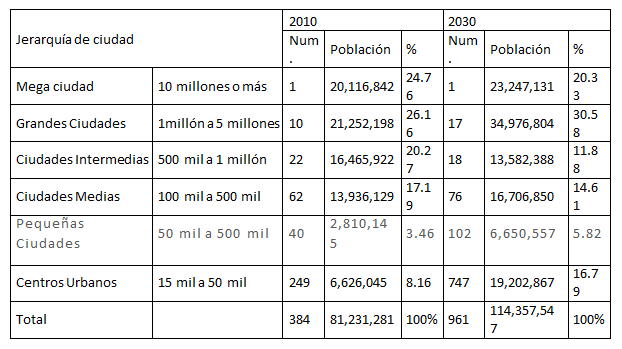 Jerarquía de ciudad 2010 2030
Num. Población % Num. Población %
Mega ciudad 10 millones o más 1 20,116,842 24.76 1 23,247,131 20.33
Grandes Ciudades 1millón a 5 millones 10 21,252,198 26.16 17 34,976,804 30.58
Ciudades Intermedias 500 mil a 1 millón 22 16,465,922 20.27 18 13,582,388 11.88
Ciudades Medias 100 mil a 500 mil 62 13,936,129 17.19 76 16,706,850 14.61
Pequeñas Ciudades 50 mil a 500 mil 40 2,810,145 3.46 102 6,650,557 5.82
Centros Urbanos 15 mil a 50 mil 249 6,626,045 8.16 747 19,202,867 16.79
Total 384 81,231,281 100% 961 114,357,547 100%